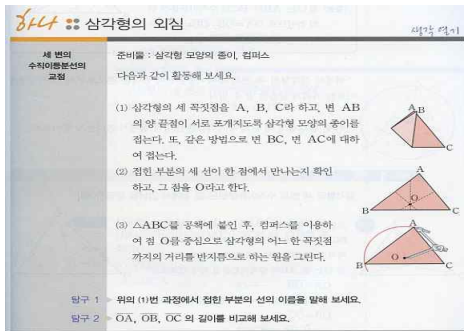 하나 :: 삼각형의 외심
생각 열기
세 변의
수직이등분선의
교점
준비물 : 삼각형 모양의 종이, 컴퍼스
다음과 같이 활동해 보세요.
(1) 삼각형의 세 꼭짓점을 A, B, C라 하고, 변 AB
의 양 끝점이 서로 포개지도록 삼각형 모양의 종이를
접는다. 또, 같은 방법으로 변 BC, 변 AC에 대하
여 접는다.
A,B
C
(2) 접힌 부분의 세 선이 한 점에서 만나는지 확인
하고, 그 점을 O라고 한다.
A
O
B
C
(3) △ABC를 공책에 붙인 후, 컴퍼스를 이용하
여 점 O를 중심으로 삼각형의 어느 한 꼭짓점
까지의 거리를 반지름으로 하는 원을 그린다.
A
O
B
C
탐구 1 위의 (1)번 과정에서 접힌 부분의 선의 이름을 말해 보세요.
탐구 2 O͞A͞, O͞B͞, O͞C͞ 의 길이를 비교해 보세요.